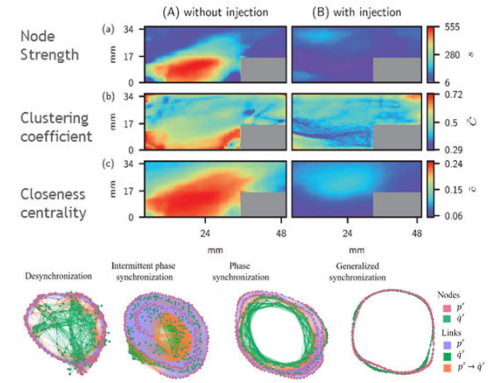 (A) without injection (B) with injection
Node Strength
(a) 34 17 0 mm 555 280 6 s
Clustering coefficient
(b) 34 17 0 mm 0.72 0.50 0.29
Closeness centrality
(c) 34 17 0 mm 0.24 0.15 0.06
24 48 24 48
mm mm
Desynchronization
Intermittent phase synchronization
Phase synchronization
Generalized synchronization
Nodes
p′
q̇′
Links
p′
q̇′
p′ → q̇′